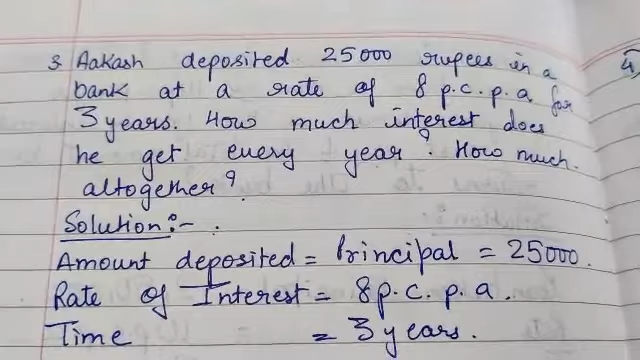 3 Aakash deposited 25000 rupees in a
bank at a rate of 8 p.c.p.a for
3 years. How much interest does
he get every year? How much.
altogether?
Solution:-
Amount deposited = Principal = 25000.
Rate of Interest = 8 p.c.p.a.
Time = 3 years.
4